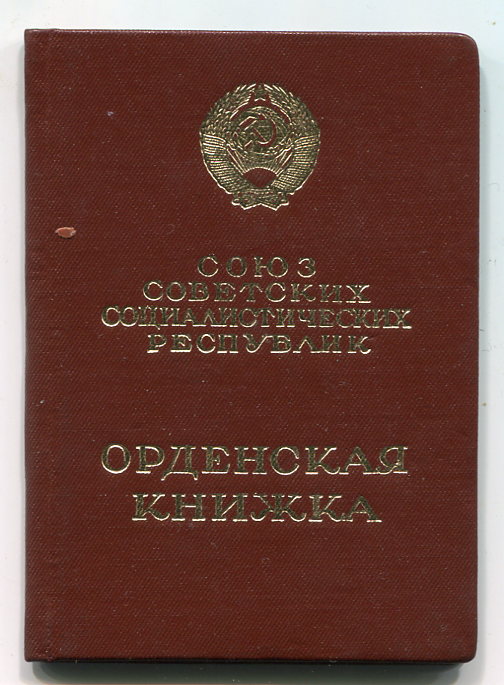 СОЮЗ
СОВЕТСКИХ
СОЦИАЛИСТИЧЕСКИХ
РЕСПУБЛИК
ОРДЕНСКАЯ
КНИЖКА